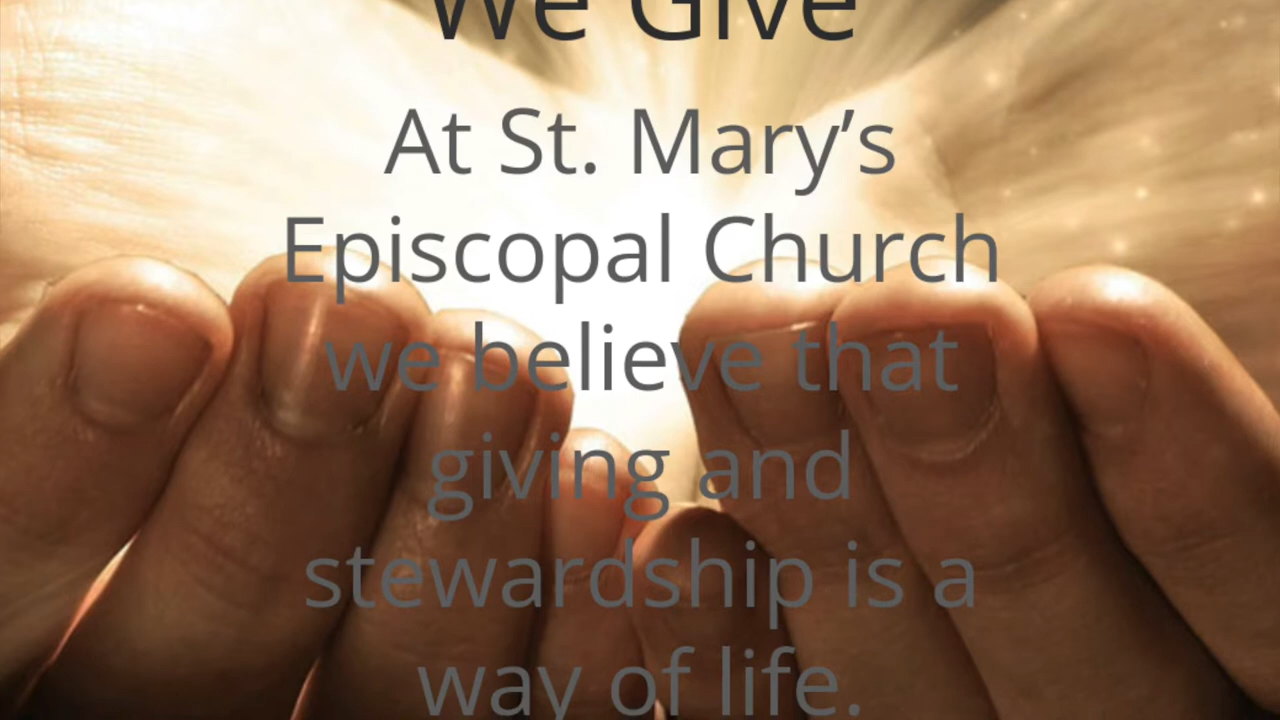 We Give
At St. Mary’s
Episcopal Church
we believe that
giving and
stewardship is a
way of life.